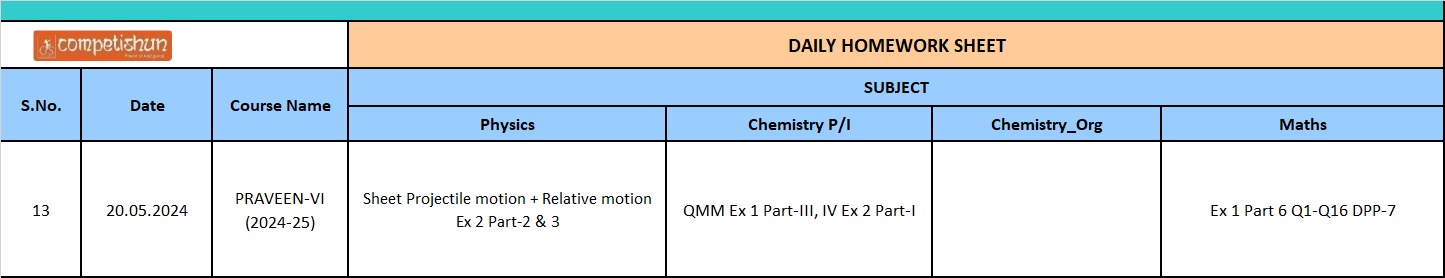 competishun
DAILY HOMEWORK SHEET
S.No.
Date
Course Name
SUBJECT
Physics
Chemistry P/I
Chemistry_Org
Maths
13
20.05.2024
PRAVEEN-VI
(2024-25)
Sheet Projectile motion + Relative motion
Ex 2 Part-2 & 3
QMM Ex 1 Part-III, IV Ex 2 Part-I
Ex 1 Part 6 Q1-Q16 DPP-7